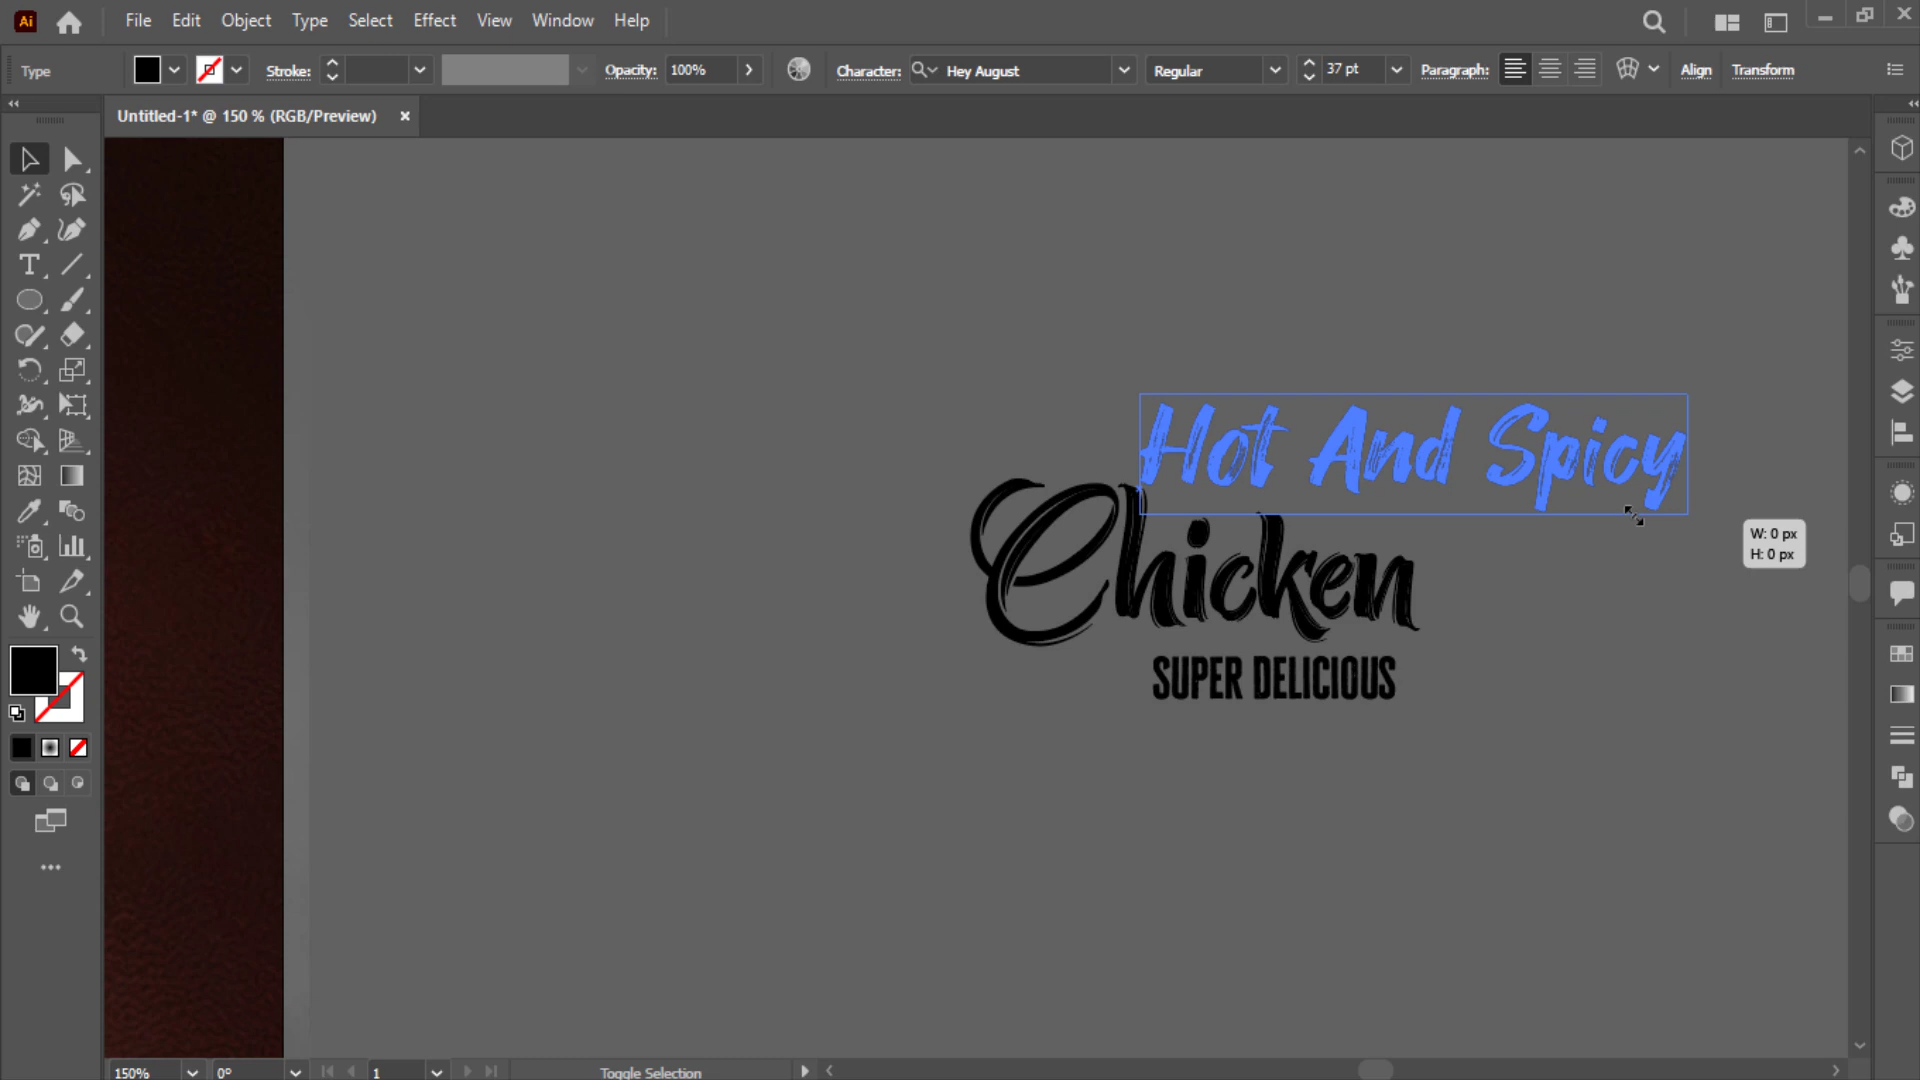 Ai File Edit Object Type Select Effect View Window Help
Type Stroke: Opacity: 100% Character: Hey August Regular 37 pt Paragraph: Align Transform
Untitled-1* @ 150 % (RGB/Preview) ×
Hot And Spicy
W: 0 px
H: 0 px
Chicken
SUPER DELICIOUS
150% 0° 1 Toggle Selection